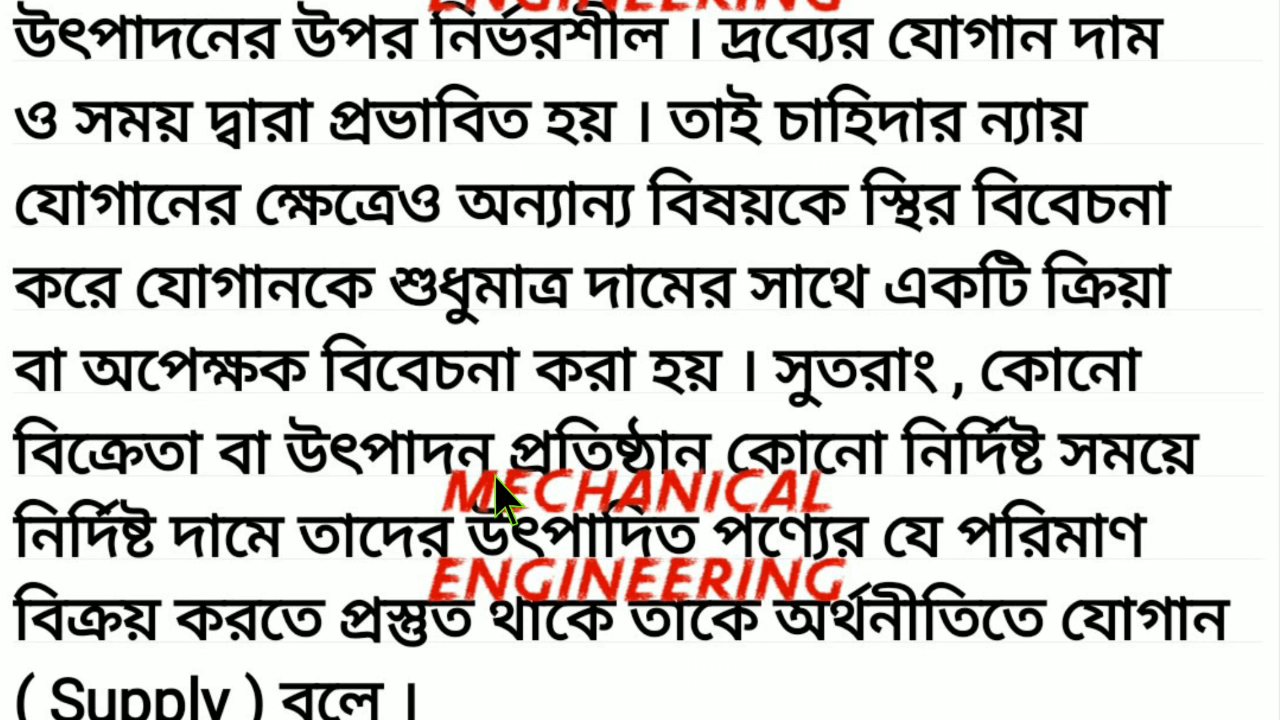 ENGINEERING
উৎপাদনের উপর নির্ভরশীল । দ্রব্যের যোগান দাম
ও সময় দ্বারা প্রভাবিত হয় । তাই চাহিদার ন্যায়
যোগানের ক্ষেত্রেও অন্যান্য বিষয়কে স্থির বিবেচনা
করে যোগানকে শুধুমাত্র দামের সাথে একটি ক্রিয়া
বা অপেক্ষক বিবেচনা করা হয় । সুতরাং , কোনো
বিক্রেতা বা উৎপাদন প্রতিষ্ঠান কোনো নির্দিষ্ট সময়ে
MECHANICAL
নির্দিষ্ট দামে তাদের উৎপাদিত পণ্যের যে পরিমাণ
ENGINEERING
বিক্রয় করতে প্রস্তুত থাকে তাকে অর্থনীতিতে যোগান
( Supply ) বলে ।